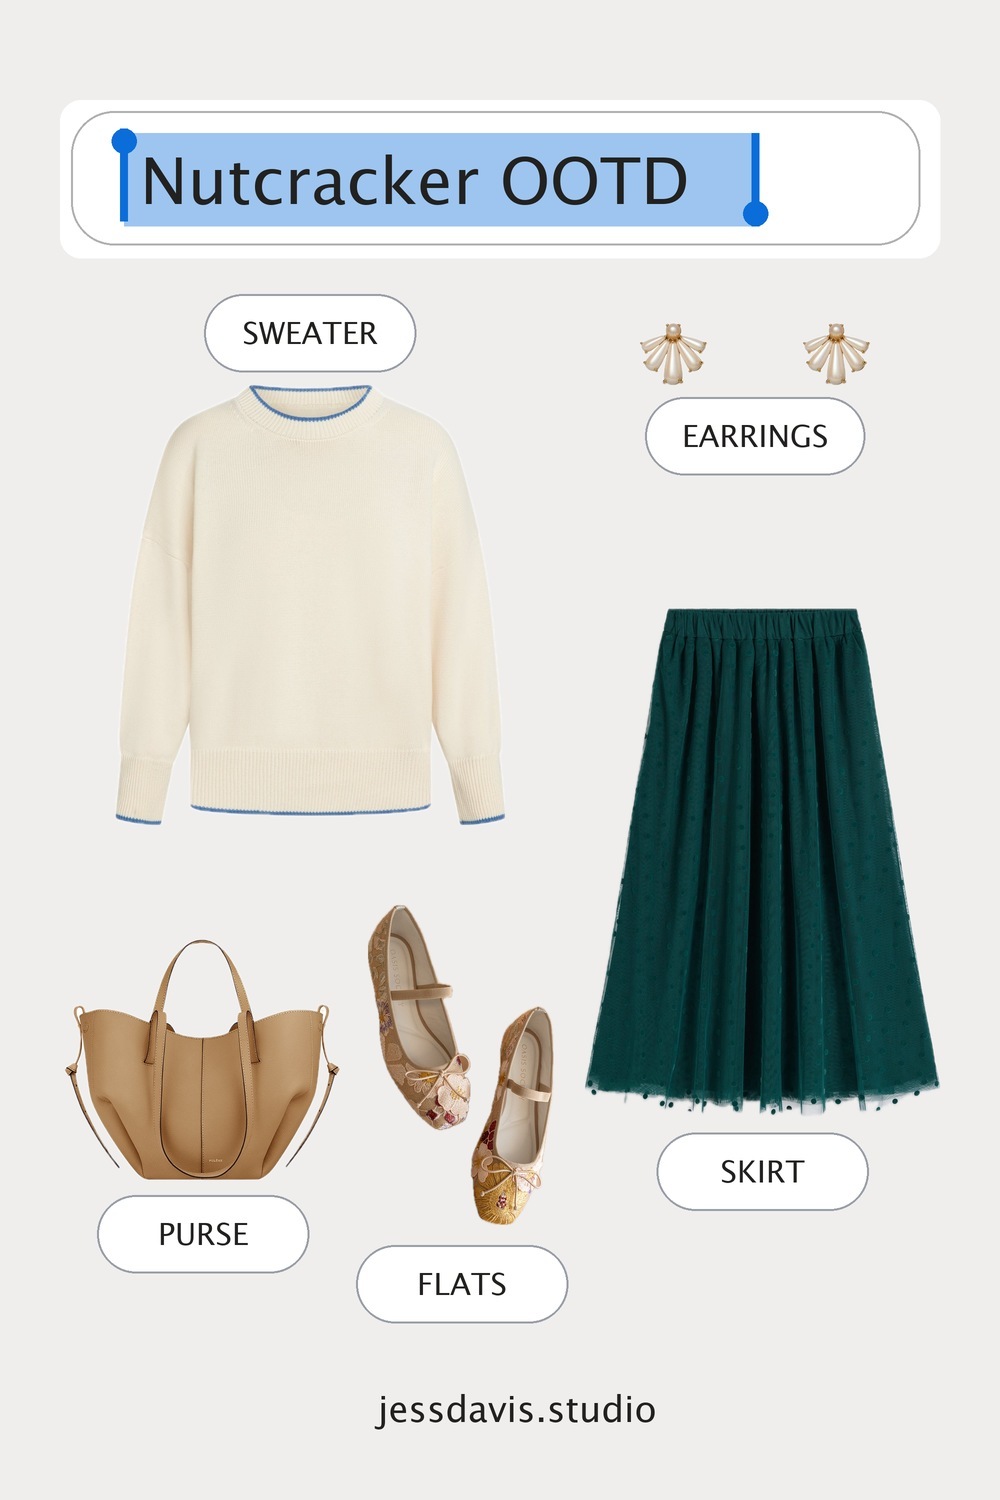 Nutcracker OOTD
SWEATER
EARRINGS
SKIRT
PURSE
FLATS
jessdavis.studio